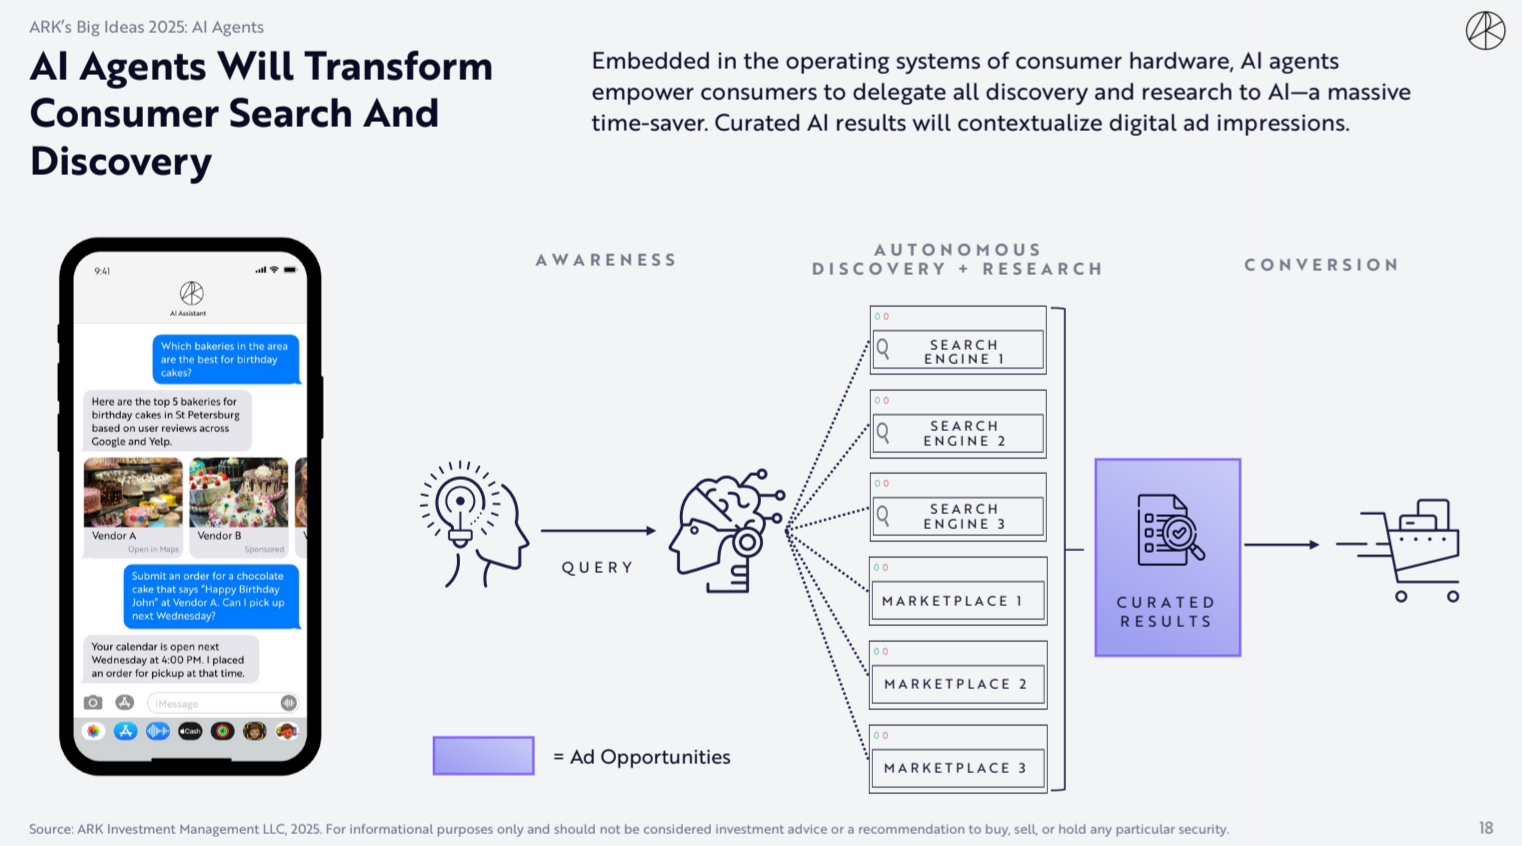 ARK's Big Ideas 2025: AI Agents
AI Agents Will Transform
Consumer Search And
Discovery
Embedded in the operating systems of consumer hardware, AI agents
empower consumers to delegate all discovery and research to AI—a massive
time-saver. Curated AI results will contextualize digital ad impressions.
9:41
AI Assistant
Which bakeries in the area
are the best for birthday
cakes?
Here are the top 5 bakeries for
birthday cakes in St Petersburg
based on user reviews across
Google and Yelp.
Vendor A
Open in Maps
Vendor B
Sponsored
V
Submit an order for a chocolate
cake that says "Happy Birthday
John" at Vendor A. Can I pick up
next Wednesday?
Your calendar is open next
Wednesday at 4:00 PM. I placed
an order for pickup at that time.
iMessage
Cash
AWARENESS
QUERY
AUTONOMOUS
DISCOVERY + RESEARCH
SEARCH
ENGINE 1
SEARCH
ENGINE 2
SEARCH
ENGINE 3
MARKETPLACE 1
MARKETPLACE 2
MARKETPLACE 3
CONVERSION
CURATED
RESULTS
= Ad Opportunities
Source: ARK Investment Management LLC, 2025. For informational purposes only and should not be considered investment advice or a recommendation to buy, sell, or hold any particular security.
18